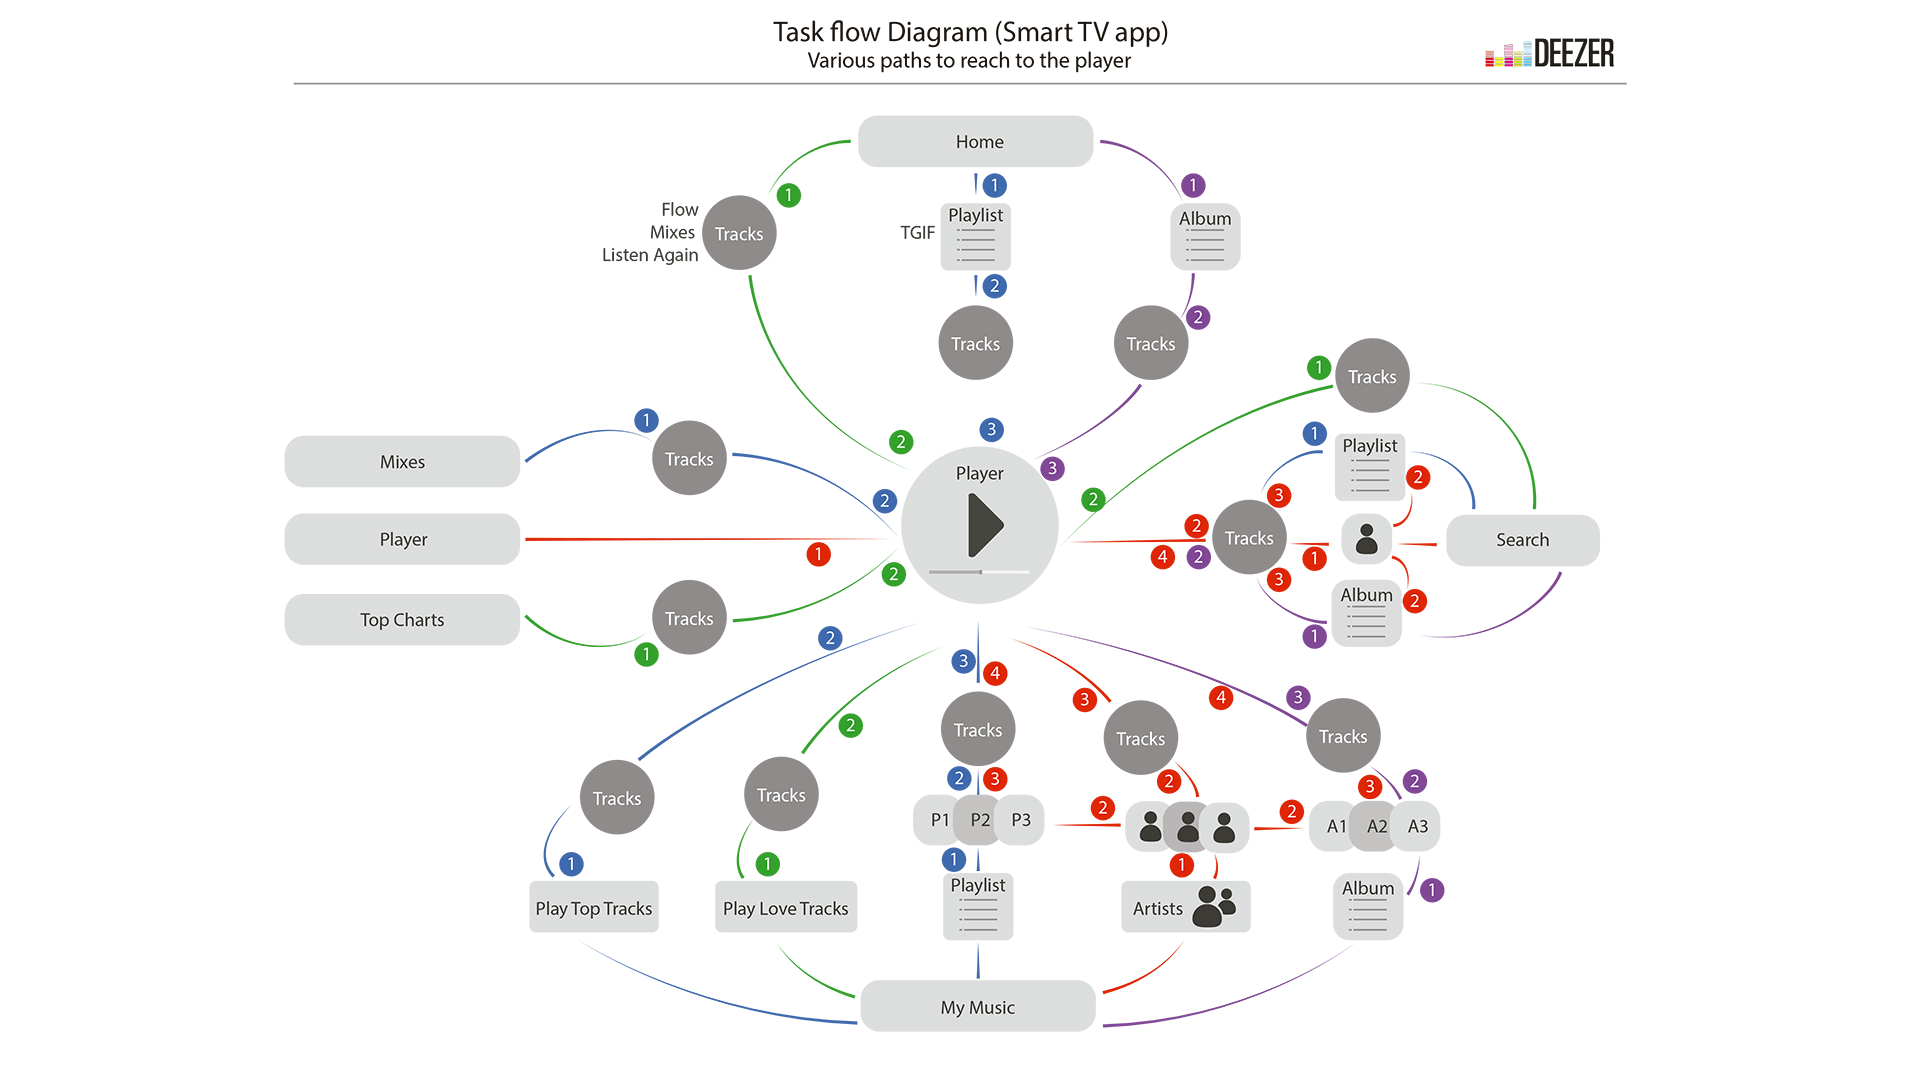 Task flow Diagram (Smart TV app)
Various paths to reach to the player
DEEZER
Home
1
1
1
Flow
Mixes
Listen Again
Tracks
TGIF
Playlist
Album
2
2
Tracks
Tracks
1
Tracks
Mixes
1
Tracks
2
3
3
Player
2
2
Player
1
2
Top Charts
Tracks
1
1
Playlist
2
3
2
4
2
Tracks
1
3
Search
Album
2
1
2
2
3
4
3
4
3
Tracks
Tracks
Tracks
Tracks
Tracks
2
3
2
3
2
P1
P2
P3
2
2
A1
A2
A3
1
1
1
1
1
Play Top Tracks
Play Love Tracks
Playlist
Artists
Album
My Music